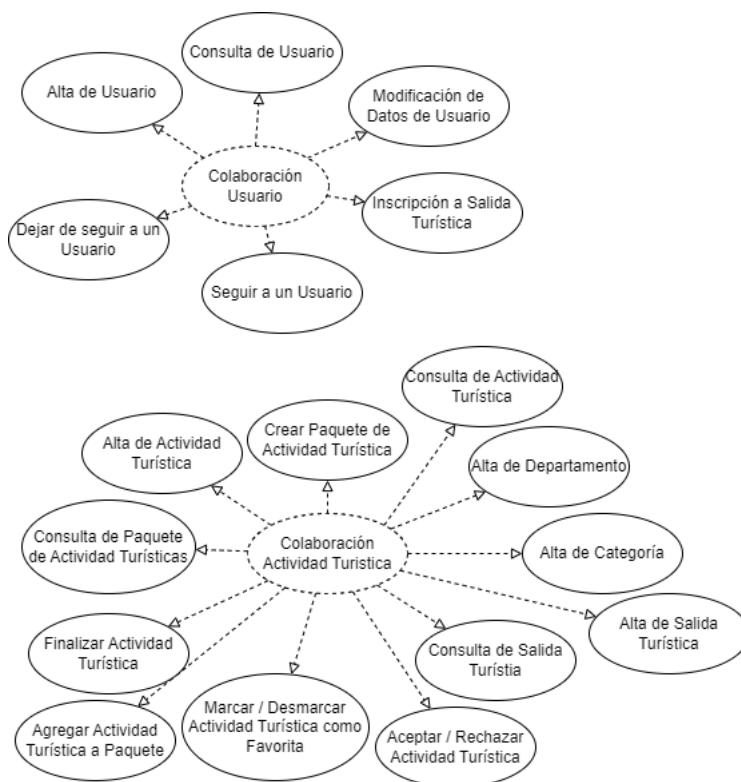 Consulta de Usuario
Alta de Usuario
Modificación de
Datos de Usuario
Colaboración
Usuario
Inscripción a Salida
Turística
Dejar de seguir a un
Usuario
Seguir a un Usuario
Consulta de Actividad
Turística
Crear Paquete de
Actividad Turística
Alta de Actividad
Turística
Alta de Departamento
Consulta de Paquete
de Actividad Turísticas
Colaboración
Actividad Turistica
Alta de Categoría
Alta de Salida
Turística
Finalizar Actividad
Turística
Consulta de Salida
Turístia
Agregar Actividad
Turística a Paquete
Marcar / Desmarcar
Actividad Turística como
Favorita
Aceptar / Rechazar
Actividad Turística